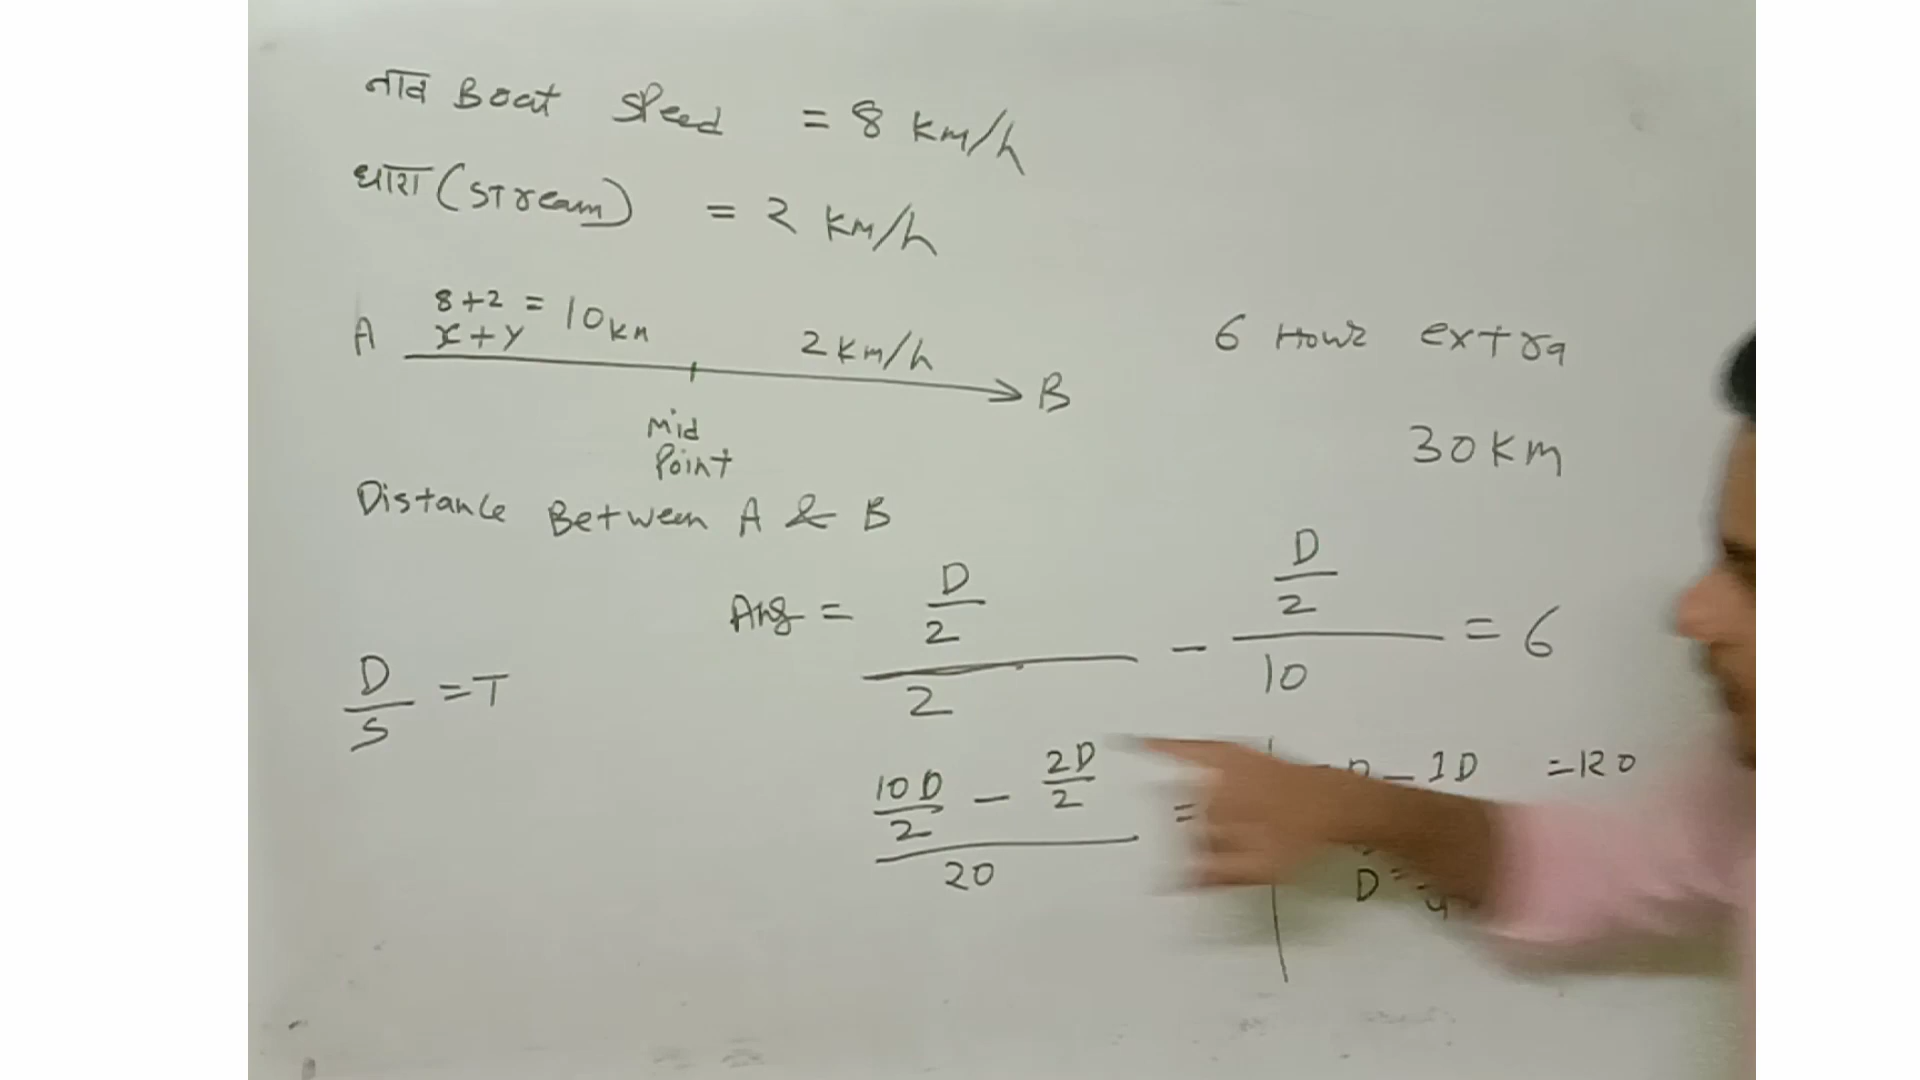 नाव Boat Speed = 8 km/h
धारा (Stream) = 2 km/h
8+2 = 10 km
A x+y 2 km/h B
Mid
Point
6 Hour extra
30 km
Distance Between A & B
Ans = D/2 / 2 - D/2 / 10 = 6
D/S = T
10D/2 - 2D/2 / 20 =
D - 1D = 120
D =